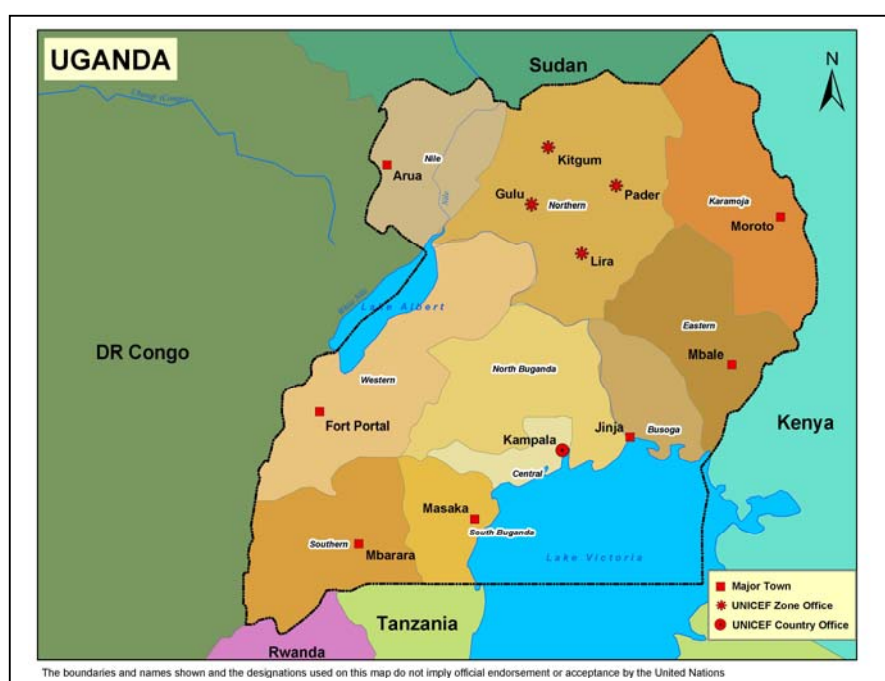 UGANDA
N
Sudan
Nile
Arua
Nile
Kitgum
Gulu
Northern
Pader
Karamoja
Moroto
Lira
Lake Albert
DR Congo
Eastern
Mbale
Western
North Buganda
Fort Portal
Kampala
Jinja
Busoga
Kenya
Central
Masaka
South Buganda
Southern
Mbarara
Lake Victoria
Major Town
UNICEF Zone Office
UNICEF Country Office
Tanzania
Rwanda
The boundaries and names shown and the designations used on this map do not imply official endorsement or acceptance by the United Nations